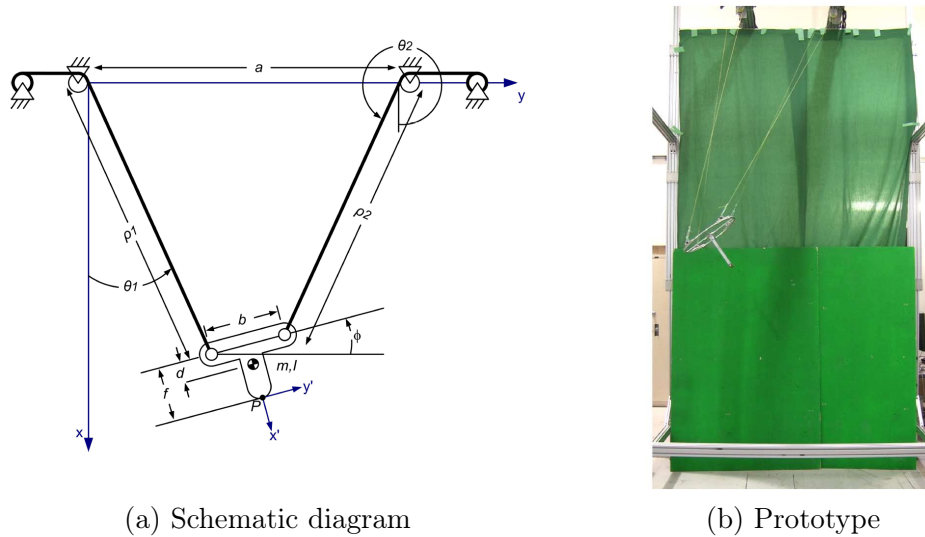 θ2
a
y
ρ1
ρ2
θ1
b
ϕ
d
m,I
f
P
y'
x
x'
(a) Schematic diagram
(b) Prototype